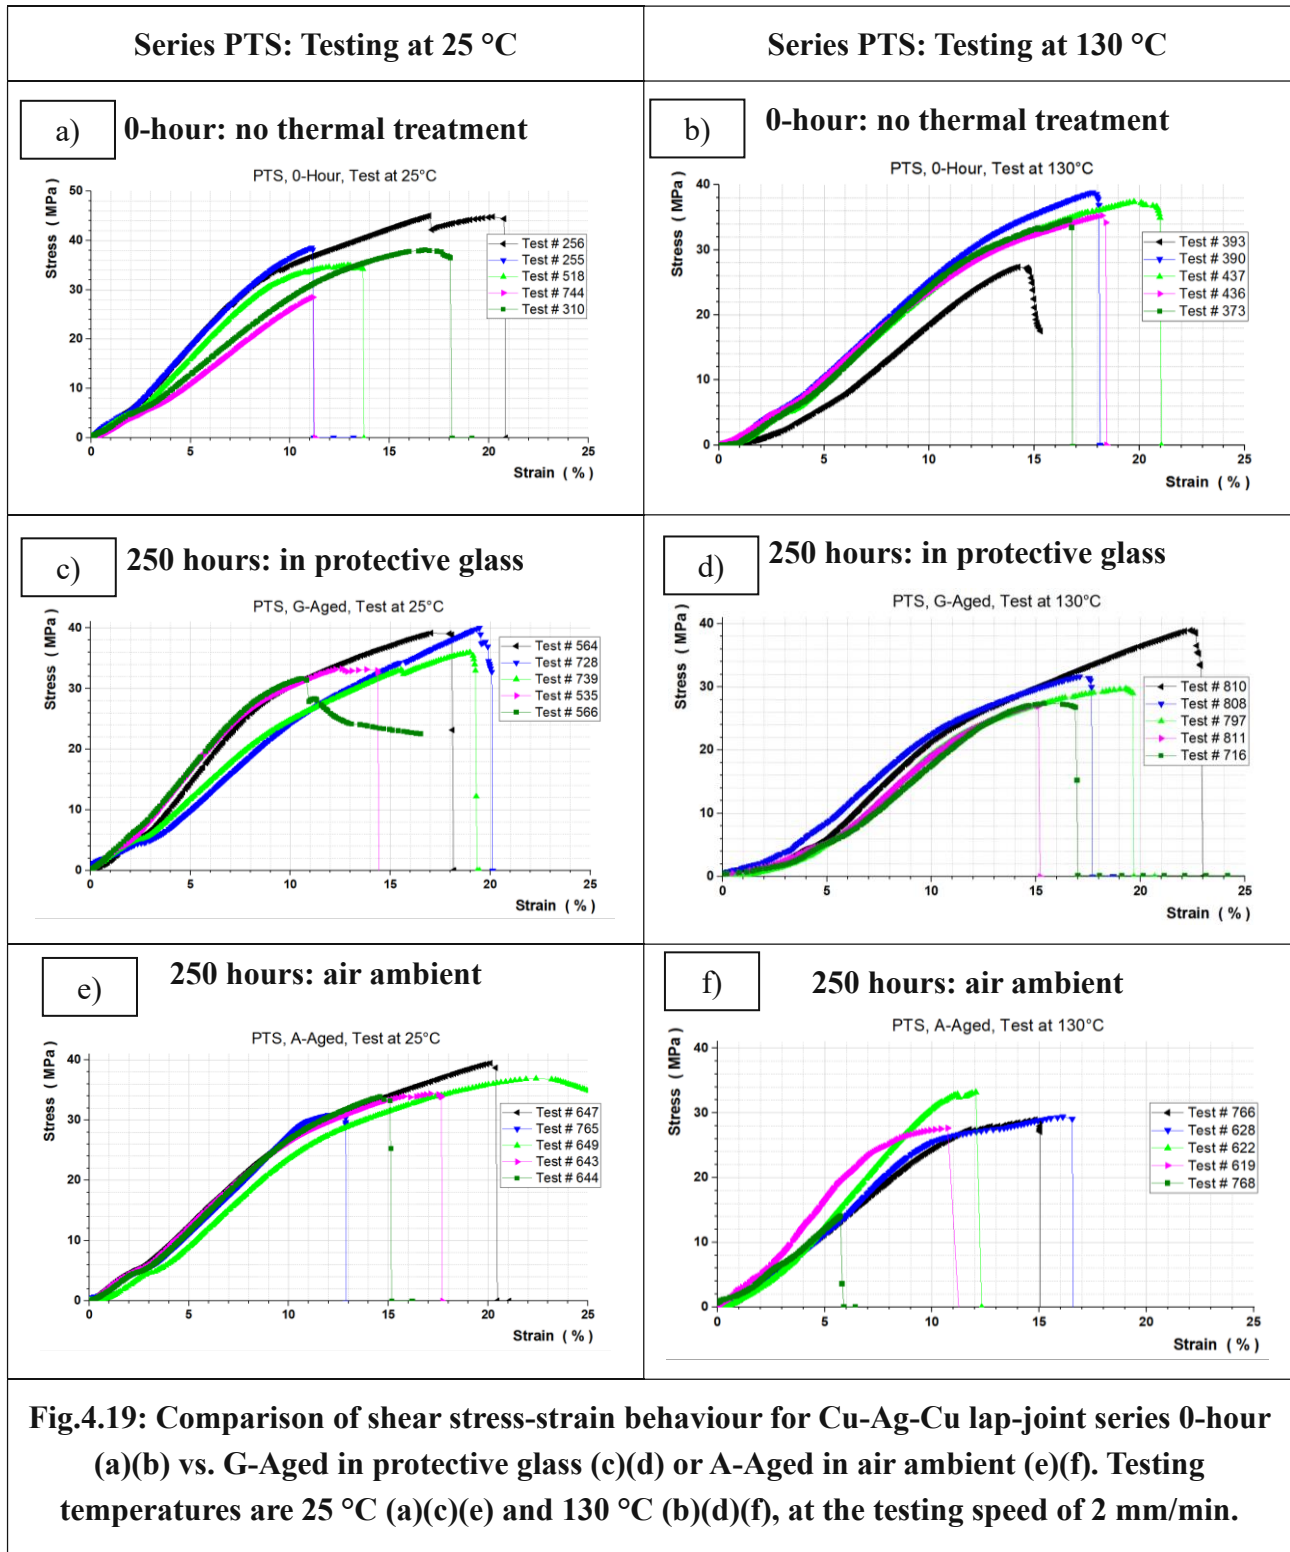 Series PTS: Testing at 25 °C
Series PTS: Testing at 130 °C
a)
0-hour: no thermal treatment
PTS, 0-Hour, Test at 25°C
Stress ( MPa)
50
40
30
20
10
0
0 5 10 15 20 25
Strain ( % )
Test # 256
Test # 255
Test # 518
Test # 744
Test # 310
b)
0-hour: no thermal treatment
PTS, 0-Hour, Test at 130°C
Stress ( MPa)
40
30
20
10
0
0 5 10 15 20 25
Strain ( % )
Test # 393
Test # 390
Test # 437
Test # 436
Test # 373
c)
250 hours: in protective glass
PTS, G-Aged, Test at 25°C
Stress ( MPa)
40
30
20
10
0
0 5 10 15 20 25
Strain ( % )
Test # 564
Test # 728
Test # 739
Test # 535
Test # 566
d)
250 hours: in protective glass
PTS, G-Aged, Test at 130°C
Stress ( MPa)
40
30
20
10
0
0 5 10 15 20 25
Strain ( % )
Test # 810
Test # 808
Test # 797
Test # 811
Test # 716
e)
250 hours: air ambient
PTS, A-Aged, Test at 25°C
Stress ( MPa)
40
30
20
10
0
0 5 10 15 20 25
Strain ( % )
Test # 647
Test # 765
Test # 649
Test # 643
Test # 644
f)
250 hours: air ambient
PTS, A-Aged, Test at 130°C
Stress ( MPa)
40
30
20
10
0
0 5 10 15 20 25
Strain ( % )
Test # 766
Test # 628
Test # 622
Test # 619
Test # 768
Fig.4.19: Comparison of shear stress-strain behaviour for Cu-Ag-Cu lap-joint series 0-hour
(a)(b) vs. G-Aged in protective glass (c)(d) or A-Aged in air ambient (e)(f). Testing
temperatures are 25 °C (a)(c)(e) and 130 °C (b)(d)(f), at the testing speed of 2 mm/min.